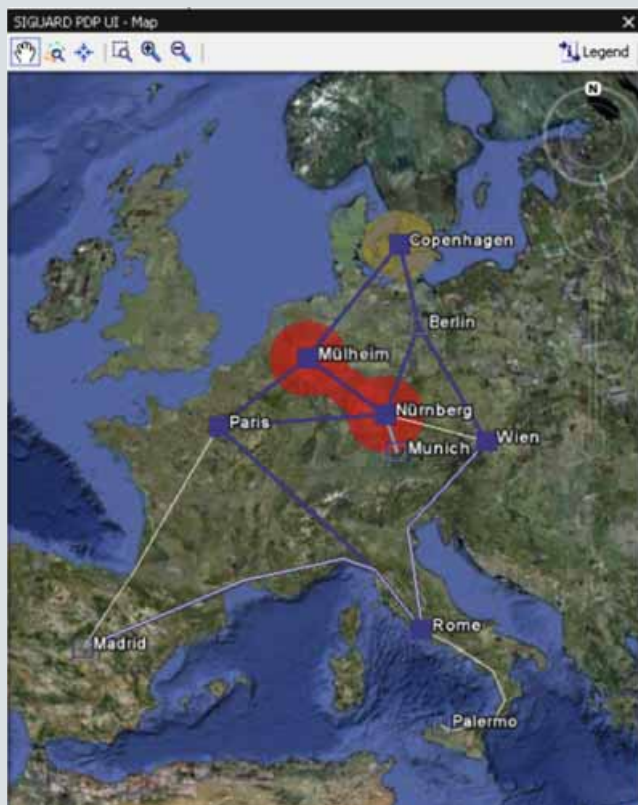 SIGUARD PDP UI - Map
Legend
N
Copenhagen
Berlin
Mülheim
Nürnberg
Paris
Wien
Munich
Rome
Madrid
Palermo